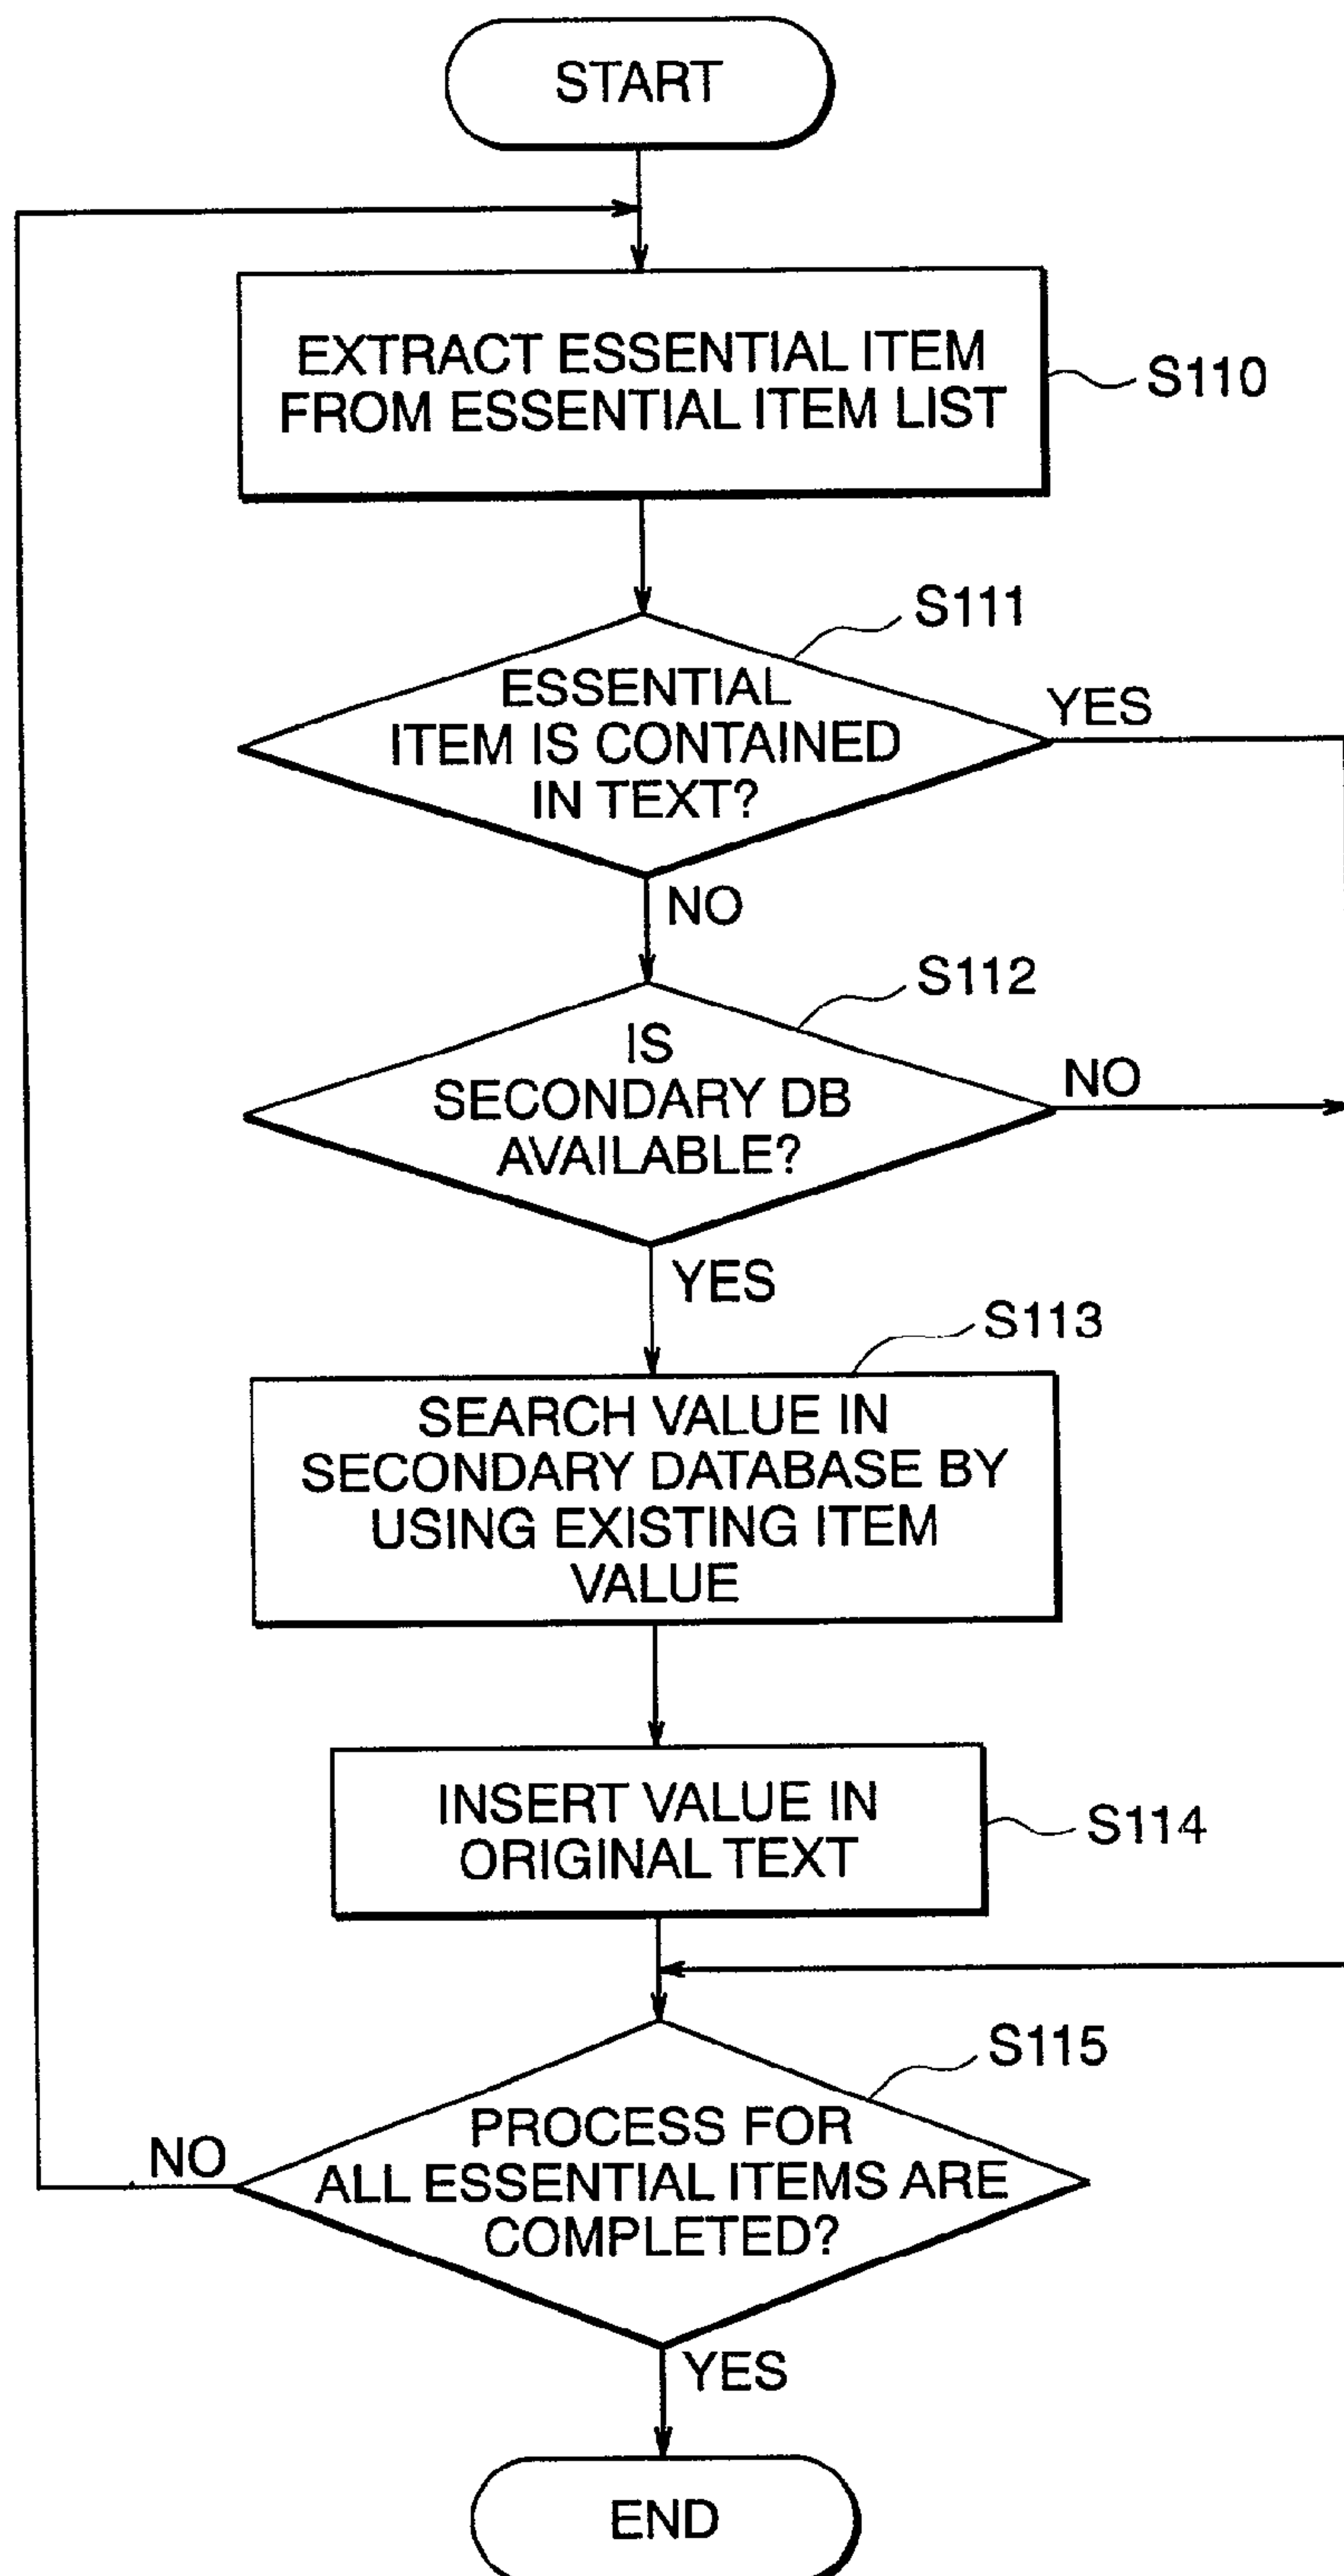 START
EXTRACT ESSENTIAL ITEM
FROM ESSENTIAL ITEM LIST
S110
S111
ESSENTIAL
ITEM IS CONTAINED
IN TEXT?
YES
NO
S112
IS
SECONDARY DB
AVAILABLE?
NO
YES
S113
SEARCH VALUE IN
SECONDARY DATABASE BY
USING EXISTING ITEM
VALUE
INSERT VALUE IN
ORIGINAL TEXT
S114
S115
PROCESS FOR
ALL ESSENTIAL ITEMS ARE
COMPLETED?
NO
YES
END